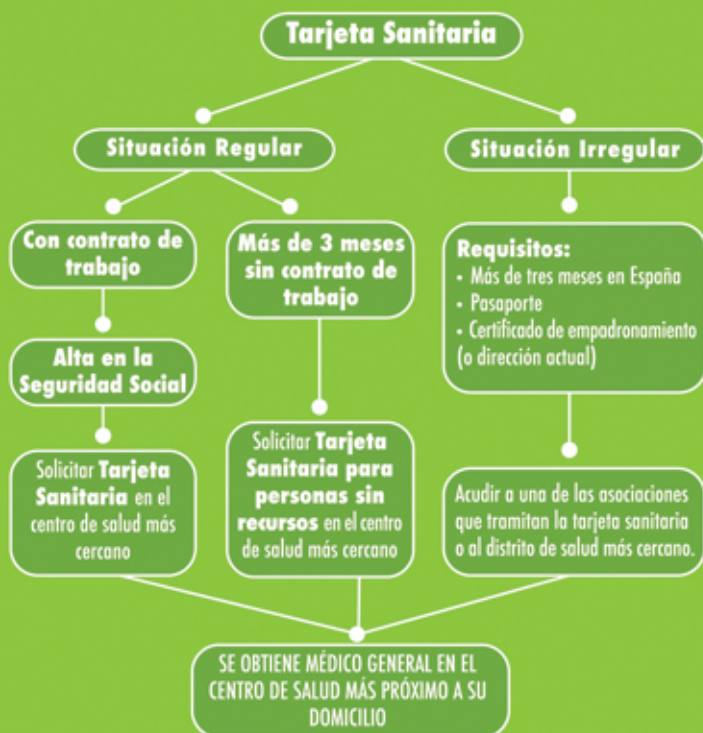 Tarjeta Sanitaria
Situación Regular
Situación Irregular
Con contrato de
trabajo
Más de 3 meses
sin contrato de
trabajo
Requisitos:
• Más de tres meses en España
• Pasaporte
• Certificado de empadronamiento
(o dirección actual)
Alta en la
Seguridad Social
Solicitar Tarjeta
Sanitaria en el
centro de salud más
cercano
Solicitar Tarjeta
Sanitaria para
personas sin
recursos en el centro
de salud más cercano
Acudir a una de las asociaciones
que tramitan la tarjeta sanitaria
o al distrito de salud más cercano.
SE OBTIENE MÉDICO GENERAL EN EL
CENTRO DE SALUD MÁS PRÓXIMO A SU
DOMICILIO